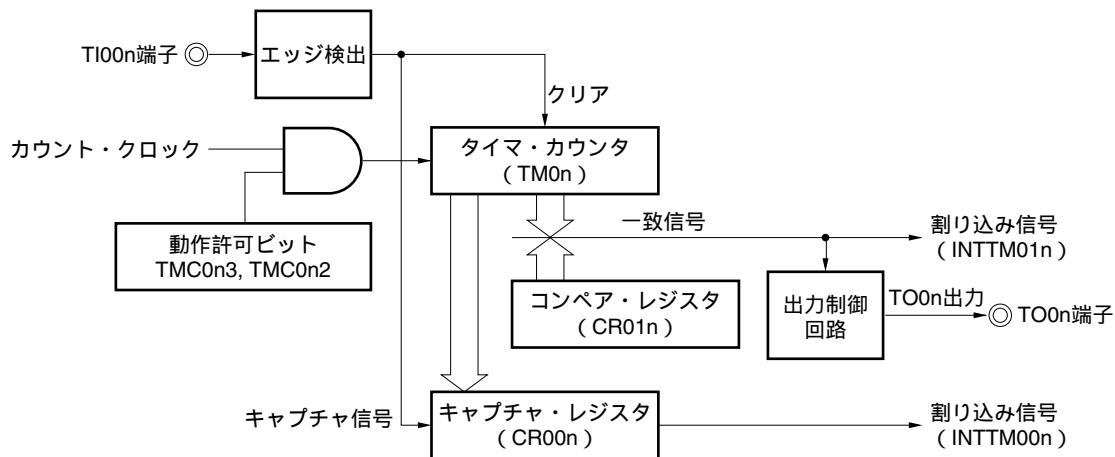 TI00n端子
エッジ検出
クリア
カウント・クロック
タイマ・カウンタ
（TM0n）
動作許可ビット
TMC0n3, TMC0n2
一致信号
割り込み信号
（INTTM01n）
コンペア・レジスタ
（CR01n）
出力制御
回路
TO0n出力
TO0n端子
キャプチャ信号
キャプチャ・レジスタ
（CR00n）
割り込み信号
（INTTM00n）